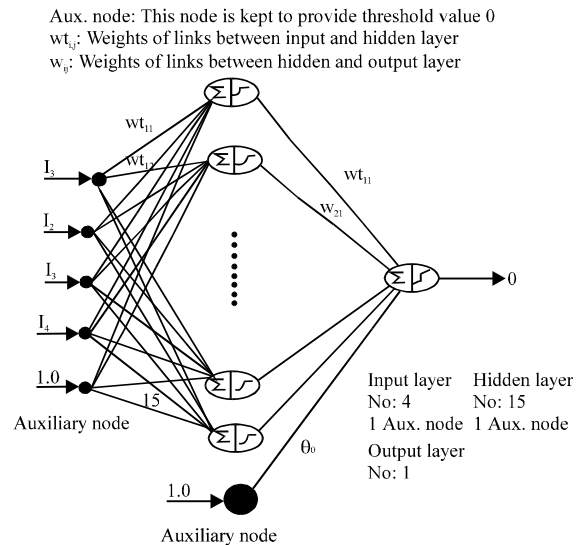 Aux. node: This node is kept to provide threshold value 0
wtᵢ,ⱼ: Weights of links between input and hidden layer
wᵢⱼ: Weights of links between hidden and output layer
Σ
wt₁₁
Σ
wt₁₂
I₃
wt₁₁
w₂₁
I₂
I₃
Σ
0
I₄
1.0
Σ
15
Auxiliary node
Σ
θ₀
Input layer
No: 4
1 Aux. node
Hidden layer
No: 15
1 Aux. node
Output layer
No: 1
1.0
Auxiliary node